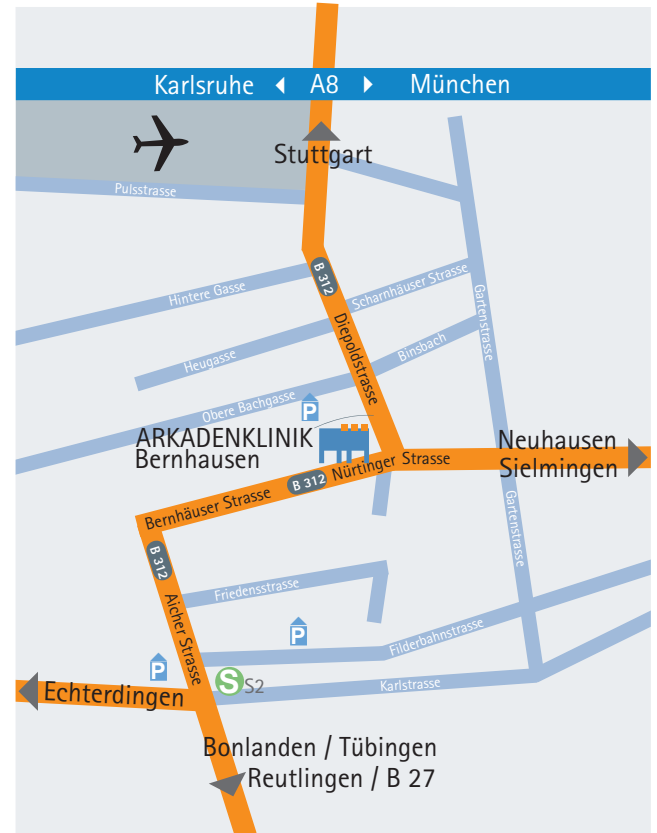 Karlsruhe A8 München
Stuttgart
Pulsstrasse
B 312
Hintere Gasse
Scharnhäuser Strasse
Gartenstrasse
Diepoldstrasse
Heugasse
Binsbach
Obere Bachgasse
P
ARKADENKLINIK
Bernhausen
Neuhausen
Sielmingen
Bernhäuser Strasse
B 312
Nürtinger Strasse
Gartenstrasse
B 312
Friedensstrasse
Aicher Strasse
P
Filderbahnstrasse
P
S S2
Karlstrasse
Echterdingen
Bonlanden / Tübingen
Reutlingen / B 27